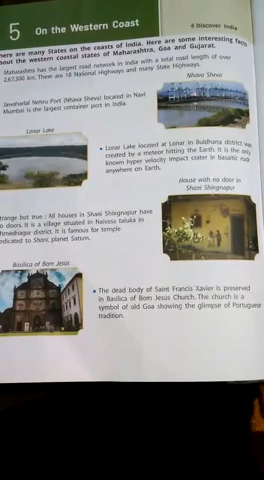 5
On the Western Coast
Discover India
here are many States on the coasts of India. Here are some interesting facts
bout the western coastal states of Maharashtra, Goa and Gujarat.
Maharashtra has the largest road network in India with a total road length of over
2,67,500 km. There are 18 National Highways and many State Highways.
Nhava Sheva
Jawaharlal Nehru Port (Nhava Sheva) located in Navi
Mumbai is the largest container port in India
Lonar Lake
• Lonar Lake located at Lonar in Buldhana district was
created by a meteor hitting the Earth. It is the only
known hyper velocity impact crater in basaltic rock
anywhere on Earth.
House with no door in
Shani Shiegnapur
trange but true : All houses in Shani Shiegnapur have
o doors. It is a village situated in Naivasa taluka in
hmednagar district. It is famous for temple
edicated to Shani, planet Saturn.
Basilica of Bom Jesus
• The dead body of Saint Francis Xavier is preserved
in Basilica of Bom Jesus Church. The church is a
symbol of old Goa showing the glimpse of Portuguese
tradition.